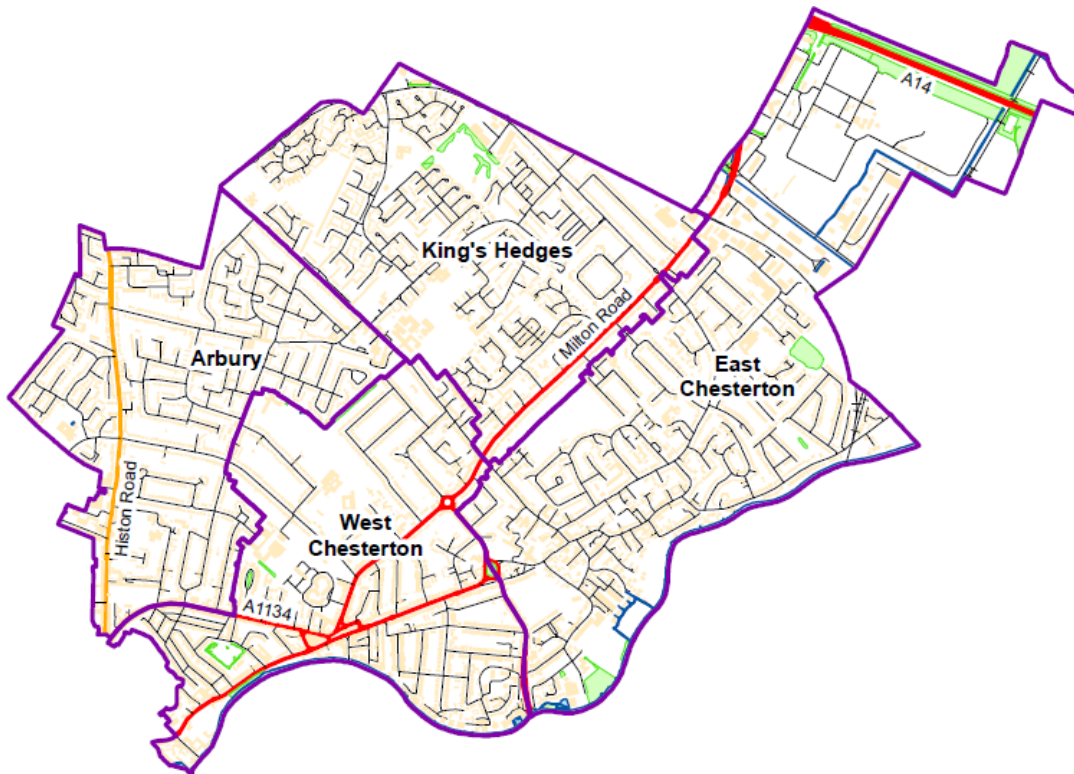 A14
King's Hedges
Milton Road
Arbury
East
Chesterton
Histon Road
West
Chesterton
A1134